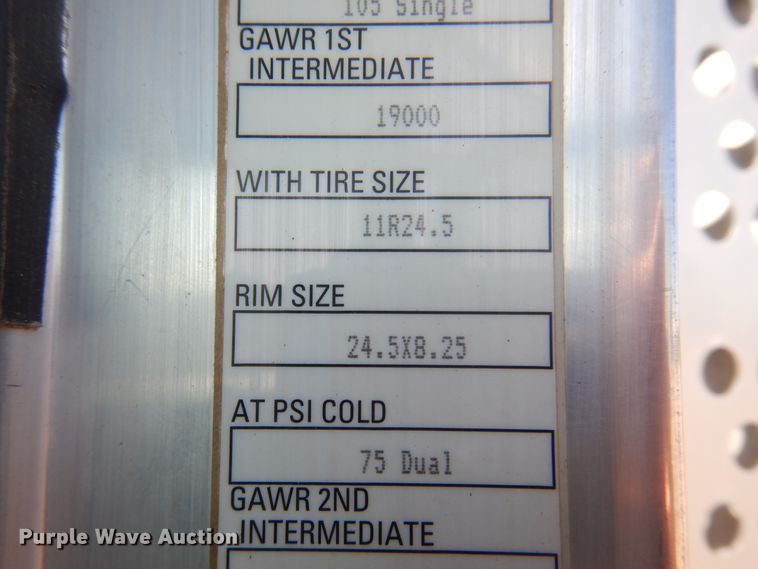 105 Single
GAWR 1ST
INTERMEDIATE
19000
WITH TIRE SIZE
11R24.5
RIM SIZE
24.5X8.25
AT PSI COLD
75 Dual
GAWR 2ND
INTERMEDIATE
Purple Wave Auction